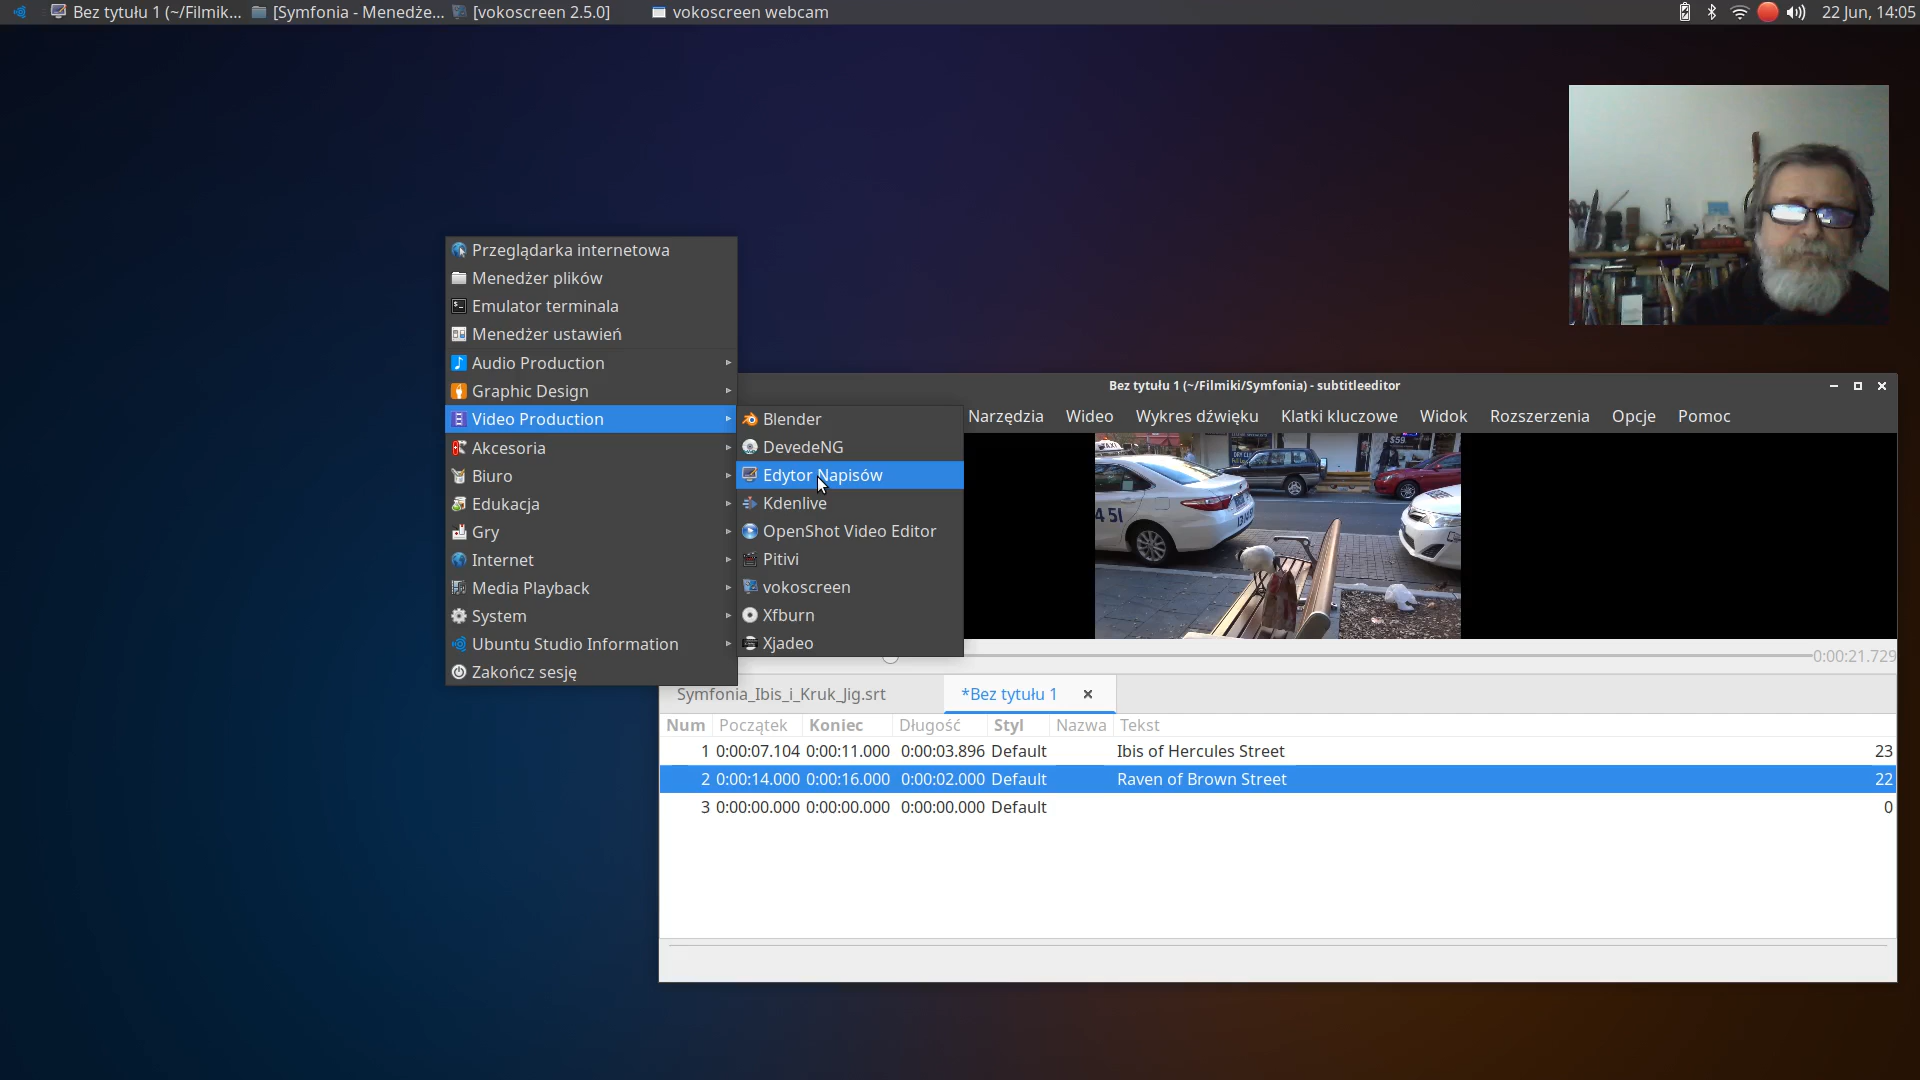 Bez tytułu 1 (~/Filmik...
[Symfonia - Menedże...
[vokoscreen 2.5.0]
vokoscreen webcam
22 Jun, 14:05
Przeglądarka internetowa
Menedżer plików
Emulator terminala
Menedżer ustawień
Audio Production
Graphic Design
Video Production
Akcesoria
Biuro
Edukacja
Gry
Internet
Media Playback
System
Ubuntu Studio Information
Zakończ sesję
Blender
DevedeNG
Edytor Napisów
Kdenlive
OpenShot Video Editor
Pitivi
vokoscreen
Xfburn
Xjadeo
Bez tytułu 1 (~/Filmiki/Symfonia) - subtitleeditor
Narzędzia Wideo Wykres dźwięku Klatki kluczowe Widok Rozszerzenia Opcje Pomoc
TAXI
$59
451
0:00:21.729
Symfonia_Ibis_i_Kruk_Jig.srt
*Bez tytułu 1
Num Początek Koniec Długość Styl Nazwa Tekst
1 0:00:07.104 0:00:11.000 0:00:03.896 Default Ibis of Hercules Street 23
2 0:00:14.000 0:00:16.000 0:00:02.000 Default Raven of Brown Street 22
3 0:00:00.000 0:00:00.000 0:00:00.000 Default 0